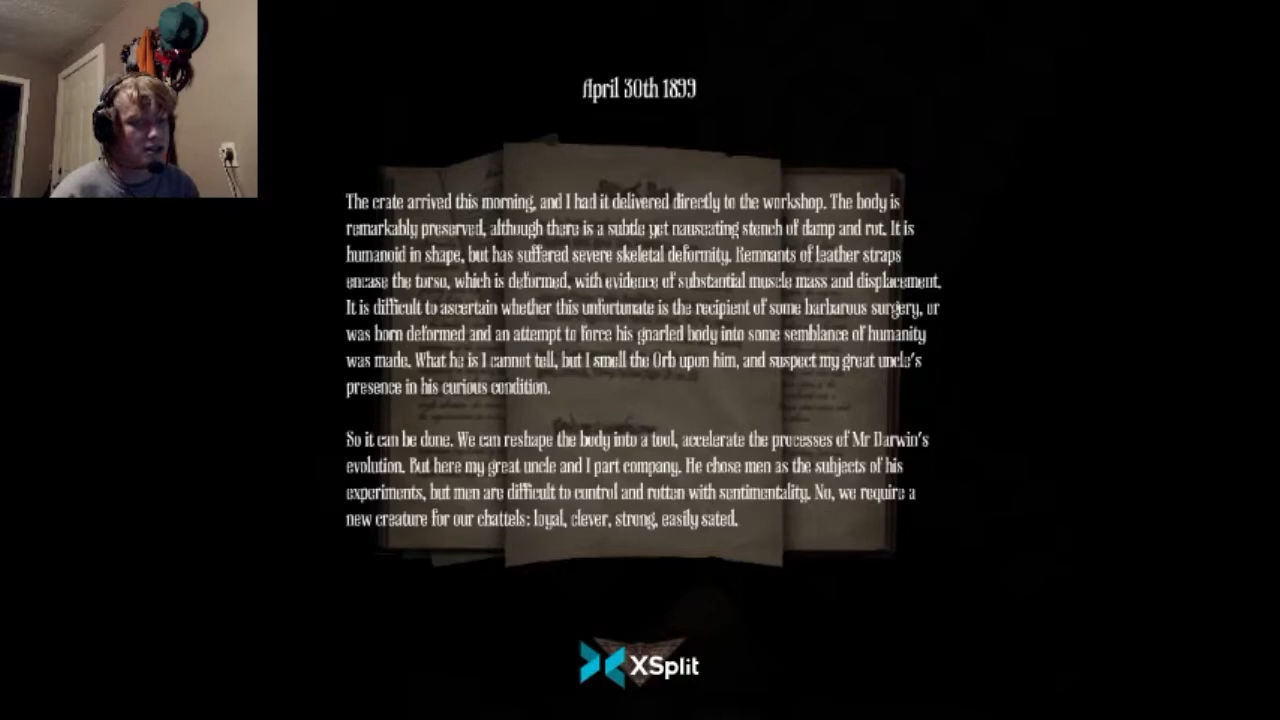 April 30th 1899
The crate arrived this morning, and I had it delivered directly to the workshop. The body is
remarkably preserved, although there is a subtle yet nauseating stench of damp and rot. It is
humanoid in shape, but has suffered severe skeletal deformity. Remnants of leather straps
encase the torso, which is deformed, with evidence of substantial muscle mass and displacement.
It is difficult to ascertain whether this unfortunate is the recipient of some barbarous surgery, or
was born deformed and an attempt to force his gnarled body into some semblance of humanity
was made. What he is I cannot tell, but I smell the Orb upon him, and suspect my great uncle's
presence in his curious condition.
So it can be done. We can reshape the body into a tool, accelerate the processes of Mr Darwin's
evolution. But here my great uncle and I part company. He chose men as the subjects of his
experiments, but men are difficult to control and rotten with sentimentality. No, we require a
new creature for our chattels: loyal, clever, strong, easily sated.
XSplit